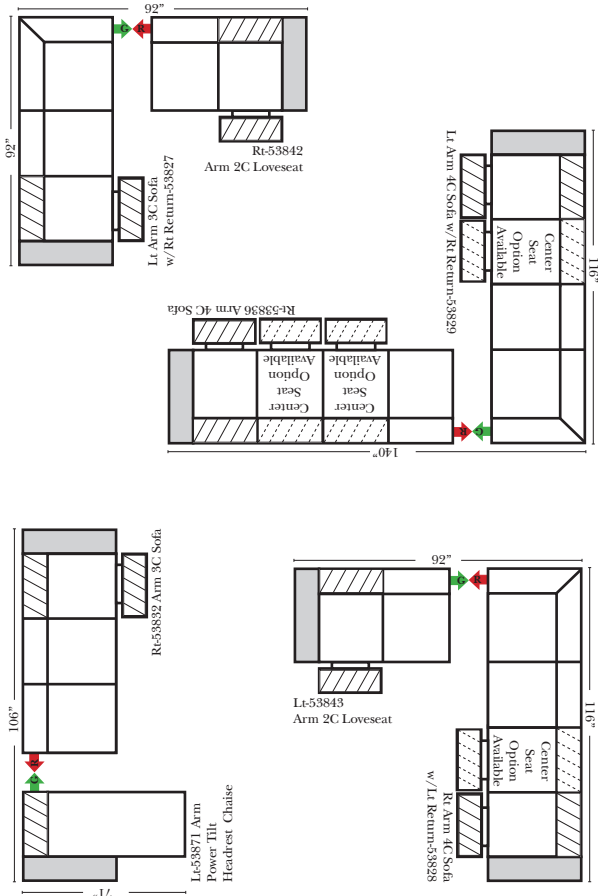 92”
G R
92”
Rt-53842
Arm 2C Loveseat
Lt Arm 3C Sofa
w/Rt Return-53827
Lt Arm 4C Sofa
w/Rt Return-53829
Center
Seat
Option
Available
116”
Rt-53836 Arm 4C Sofa
Center
Seat
Option
Available
Center
Seat
Option
Available
R G
140”
Rt-53832 Arm 3C Sofa
106”
R
G
Lt-53871 Arm
Power Tilt
Headrest Chaise
71”
92”
G R
Lt-53843
Arm 2C Loveseat
Center
Seat
Option
Available
116”
Rt Arm 4C Sofa
w/Lt Return-53828